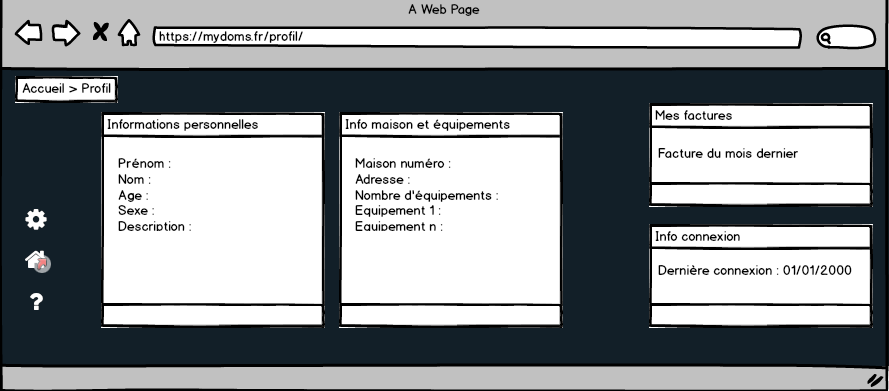 A Web Page
https://mydoms.fr/profil/
Accueil > Profil
Informations personnelles
Prénom :
Nom :
Age :
Sexe :
Description :
Info maison et équipements
Maison numéro :
Adresse :
Nombre d'équipements :
Equipement 1 :
Equipement n :
Mes factures
Facture du mois dernier
Info connexion
Dernière connexion : 01/01/2000
?